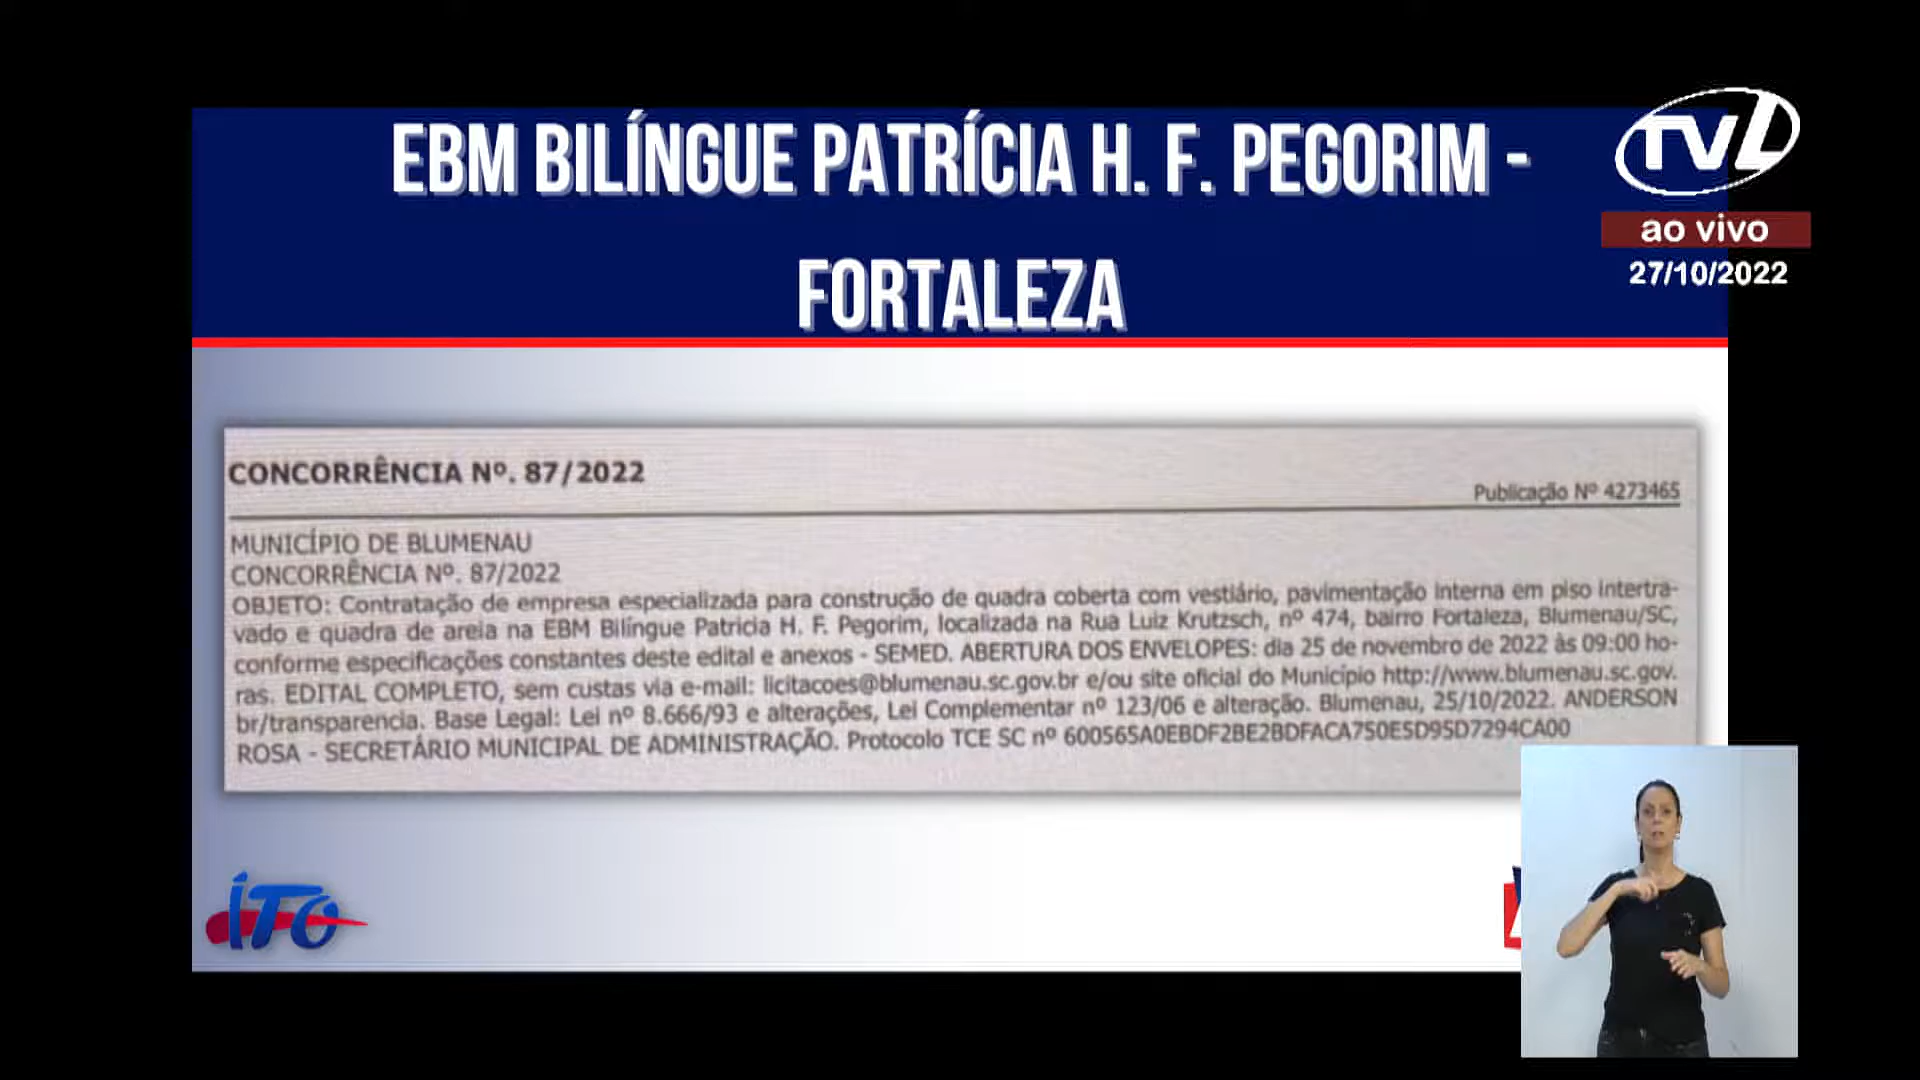 EBM BILÍNGUE PATRÍCIA H. F. PEGORIM -
FORTALEZA
TVL
ao vivo
27/10/2022
CONCORRÊNCIA Nº. 87/2022
Publicação Nº 4273465
MUNICÍPIO DE BLUMENAU
CONCORRÊNCIA Nº. 87/2022
OBJETO: Contratação de empresa especializada para construção de quadra coberta com vestiário, pavimentação interna em piso intertra-
vado e quadra de areia na EBM Bilíngue Patricia H. F. Pegorim, localizada na Rua Luiz Krutzsch, nº 474, bairro Fortaleza, Blumenau/SC,
conforme especificações constantes deste edital e anexos - SEMED. ABERTURA DOS ENVELOPES: dia 25 de novembro de 2022 às 09:00 ho-
ras. EDITAL COMPLETO, sem custas via e-mail: licitacoes@blumenau.sc.gov.br e/ou site oficial do Município http://www.blumenau.sc.gov.
br/transparencia. Base Legal: Lei nº 8.666/93 e alterações, Lei Complementar nº 123/06 e alteração. Blumenau, 25/10/2022. ANDERSON
ROSA - SECRETÁRIO MUNICIPAL DE ADMINISTRAÇÃO. Protocolo TCE SC nº 600565A0EBDF2BE2BDFACA750E5D95D7294CA00
iTO